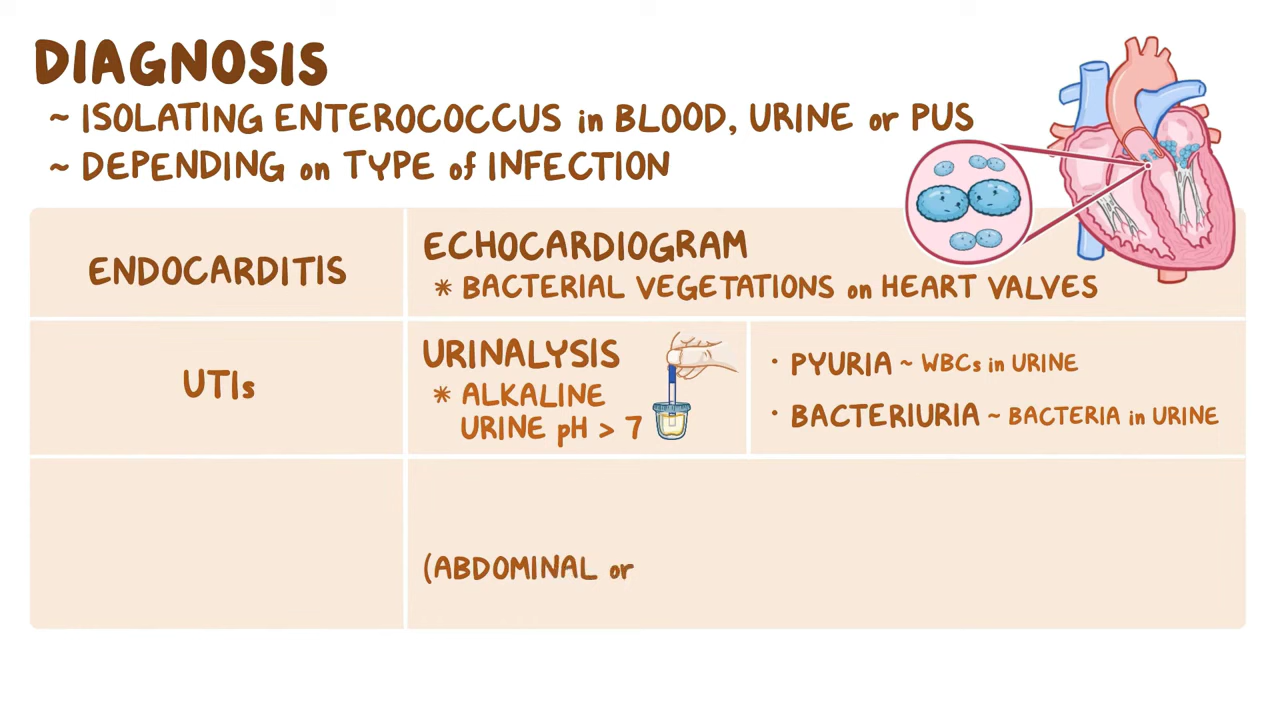 DIAGNOSIS
~ ISOLATING ENTEROCOCCUS in BLOOD, URINE or PUS
~ DEPENDING on TYPE of INFECTION
ENDOCARDITIS
ECHOCARDIOGRAM
* BACTERIAL VEGETATIONS on HEART VALVES
UTIs
URINALYSIS
* ALKALINE
URINE pH > 7
· PYURIA ~ WBCs in URINE
· BACTERIURIA ~ BACTERIA in URINE
(ABDOMINAL or